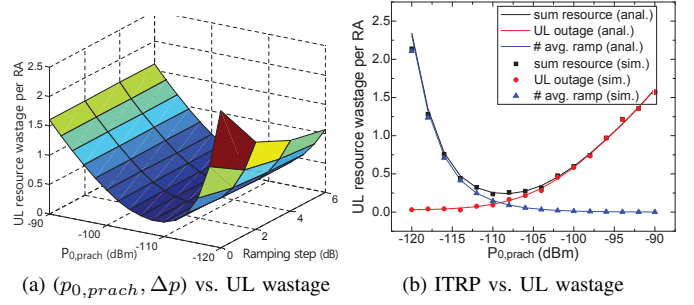 UL resource wastage per RA
2.5
2
1.5
1
0.5
0
-90
-100
-110
-120
P0,prach (dBm)
0
2
4
6
Ramping step (dB)
(a) (p0,prach, Δp) vs. UL wastage
UL resource wastage per RA
2.5
2.0
1.5
1.0
0.5
0.0
sum resource (anal.)
UL outage (anal.)
# avg. ramp (anal.)
sum resource (sim.)
UL outage (sim.)
# avg. ramp (sim.)
-120 -115 -110 -105 -100 -95 -90
P0,prach (dBm)
(b) ITRP vs. UL wastage